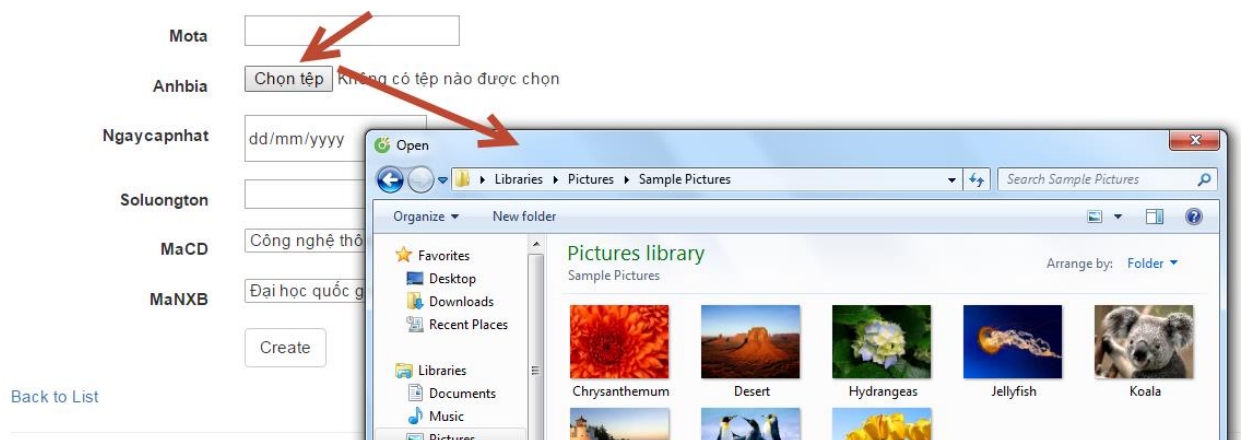 Mota
Anhbia
Chọn tệp Không có tệp nào được chọn
Ngaycapnhat
dd/mm/yyyy
Soluongton
MaCD
Công nghệ thô
MaNXB
Đại học quốc g
Create
Back to List
Open
Libraries Pictures Sample Pictures
Search Sample Pictures
Organize New folder
Favorites
Desktop
Downloads
Recent Places
Libraries
Documents
Music
Pictures
Pictures library
Sample Pictures
Arrange by: Folder
Chrysanthemum Desert Hydrangeas Jellyfish Koala